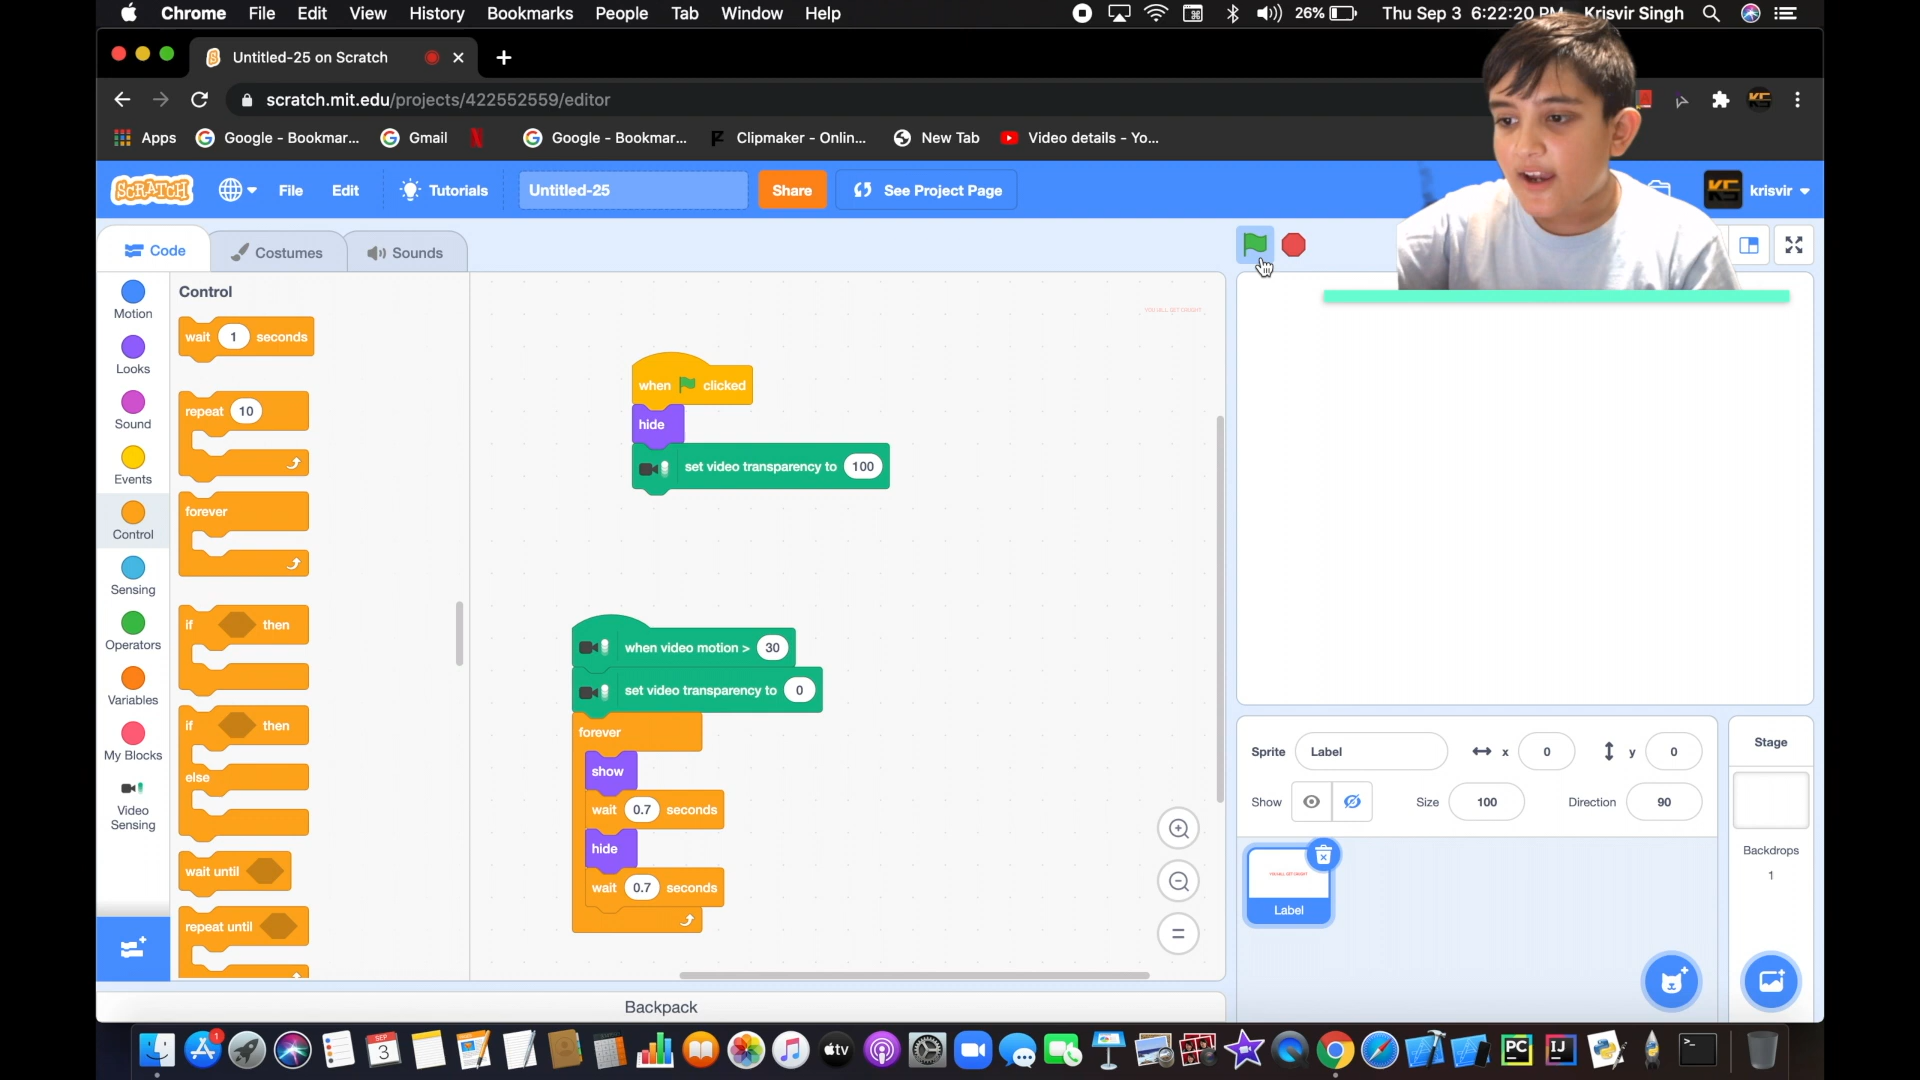 Chrome File Edit View History Bookmarks People Tab Window Help 26% Thu Sep 3 6:22:20 PM Krisvir Singh
Untitled-25 on Scratch
scratch.mit.edu/projects/422552559/editor
Apps Google - Bookmar... Gmail Google - Bookmar... Clipmaker - Onlin... New Tab Video details - Yo...
SCRATCH File Edit Tutorials Untitled-25 Share See Project Page krisvir
Code Costumes Sounds
Motion
Looks
Sound
Events
Control
Sensing
Operators
Variables
My Blocks
Video
Sensing
Control
wait 1 seconds
repeat 10
forever
if then
if then
else
wait until
repeat until
when clicked
hide
set video transparency to 100
when video motion > 30
set video transparency to 0
forever
show
wait 0.7 seconds
hide
wait 0.7 seconds
Backpack
Sprite Label x 0 y 0
Show Size 100 Direction 90
Label
Stage
Backdrops
1
SEP
3
tv
PC
IJ